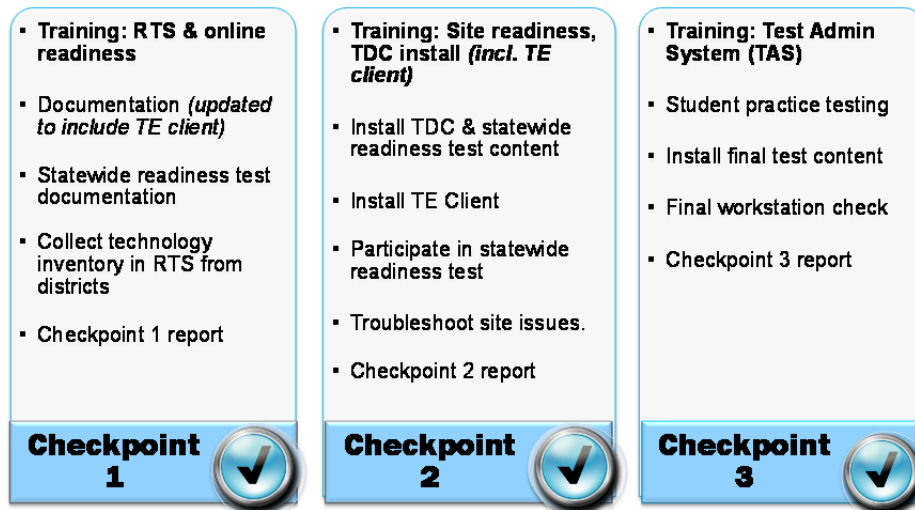 ▪ Training: RTS & online
readiness
▪ Documentation (updated
to include TE client)
▪ Statewide readiness test
documentation
▪ Collect technology
inventory in RTS from
districts
▪ Checkpoint 1 report
Checkpoint
1
▪ Training: Site readiness,
TDC install (incl. TE
client)
▪ Install TDC & statewide
readiness test content
▪ Install TE Client
▪ Participate in statewide
readiness test
▪ Troubleshoot site issues.
▪ Checkpoint 2 report
Checkpoint
2
▪ Training: Test Admin
System (TAS)
▪ Student practice testing
▪ Install final test content
▪ Final workstation check
▪ Checkpoint 3 report
Checkpoint
3